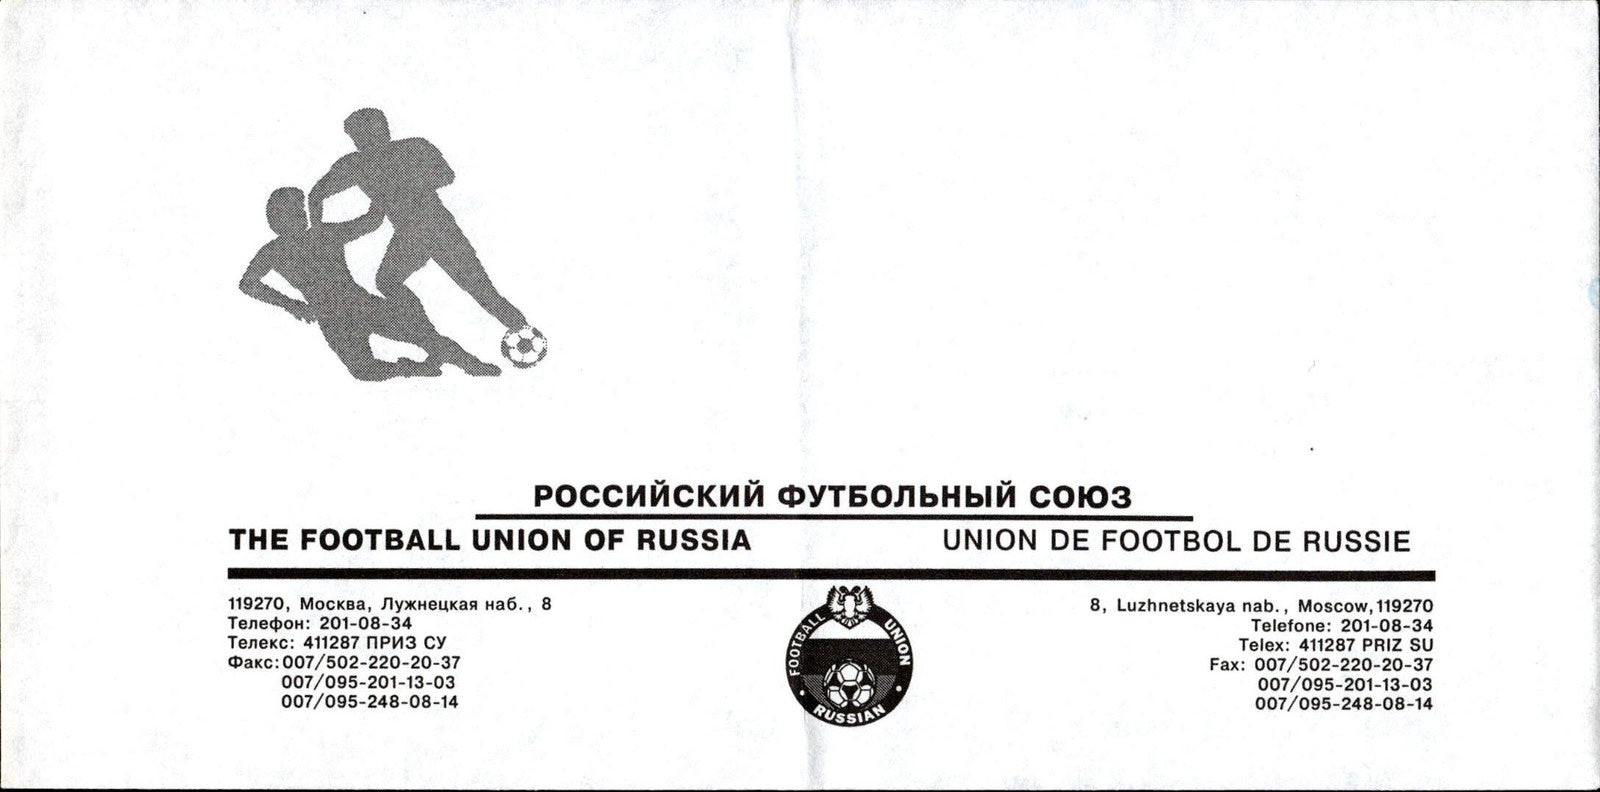 РОССИЙСКИЙ ФУТБОЛЬНЫЙ СОЮЗ
THE FOOTBALL UNION OF RUSSIA
UNION DE FOOTBOL DE RUSSIE
119270, Москва, Лужнецкая наб., 8
Телефон: 201-08-34
Телекс: 411287 ПРИЗ СУ
Факс: 007/502-220-20-37
007/095-201-13-03
007/095-248-08-14
FOOTBALL UNION
RUSSIAN
8, Luzhnetskaya nab., Moscow, 119270
Telefone: 201-08-34
Telex: 411287 PRIZ SU
Fax: 007/502-220-20-37
007/095-201-13-03
007/095-248-08-14